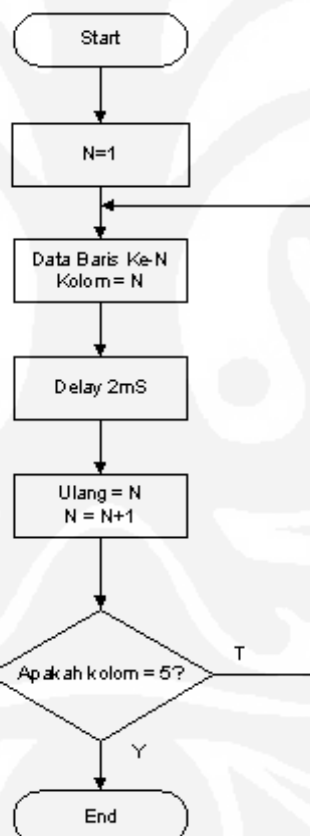 Start
N=1
Data Baris Ke-N
Kolom = N
Delay 2mS
Ulang = N
N = N+1
Apakah kolom = 5?
T
Y
End